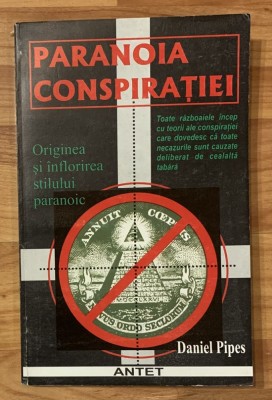 PARANOIA
CONSPIRAȚIEI
Toate războaiele încep
cu teorii ale conspirației
care dovedesc că toate
necazurile sunt cauzate
deliberat de cealaltă
tabără
Originea
și înflorirea
stilului
paranoic
ANNUIT CŒPTIS
NOVUS ORDO SECLORUM
Daniel Pipes
ANTET